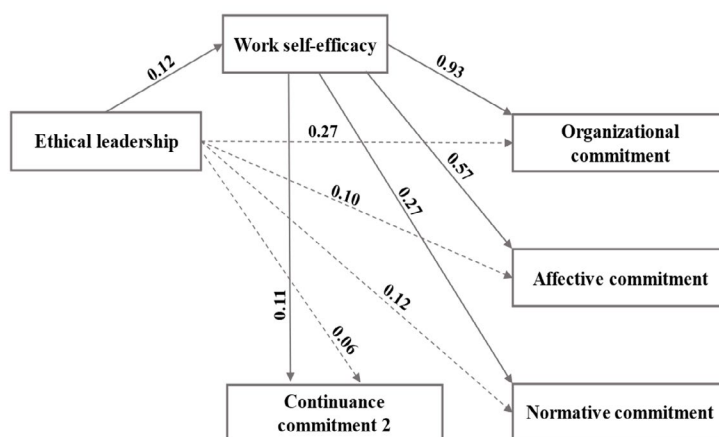 Work self-efficacy
0.12
0.93
Ethical leadership
0.27
Organizational
commitment
0.57
0.10
0.27
Affective commitment
0.11
0.12
0.06
Continuance
commitment 2
Normative commitment